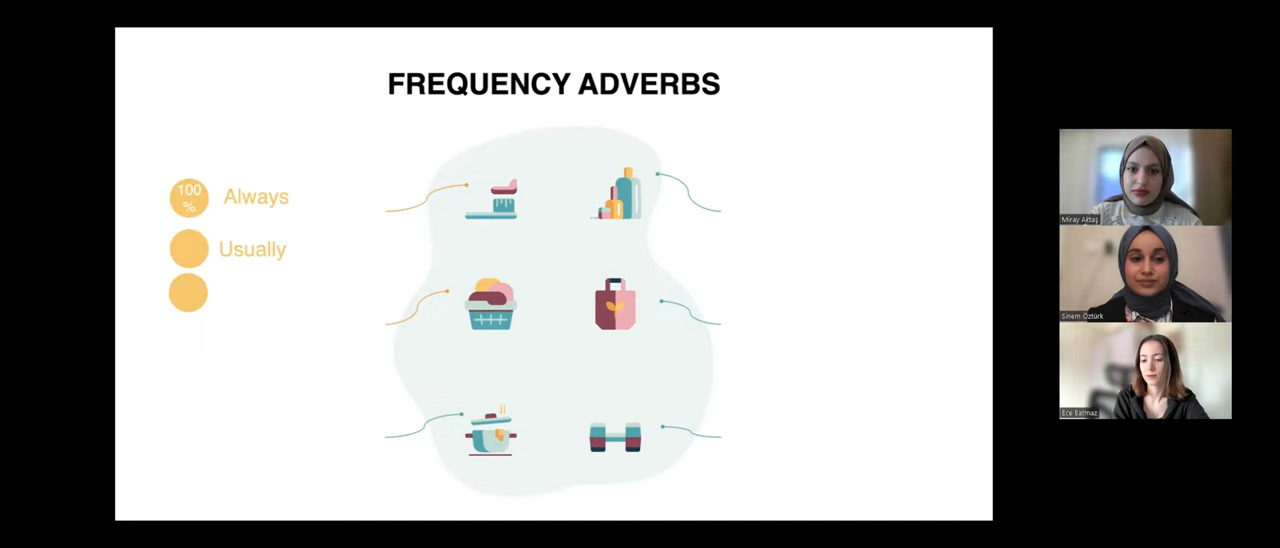 FREQUENCY ADVERBS
100
%
Always
Usually
Miray Aktaş
Sinem Öztürk
Ece Batmaz